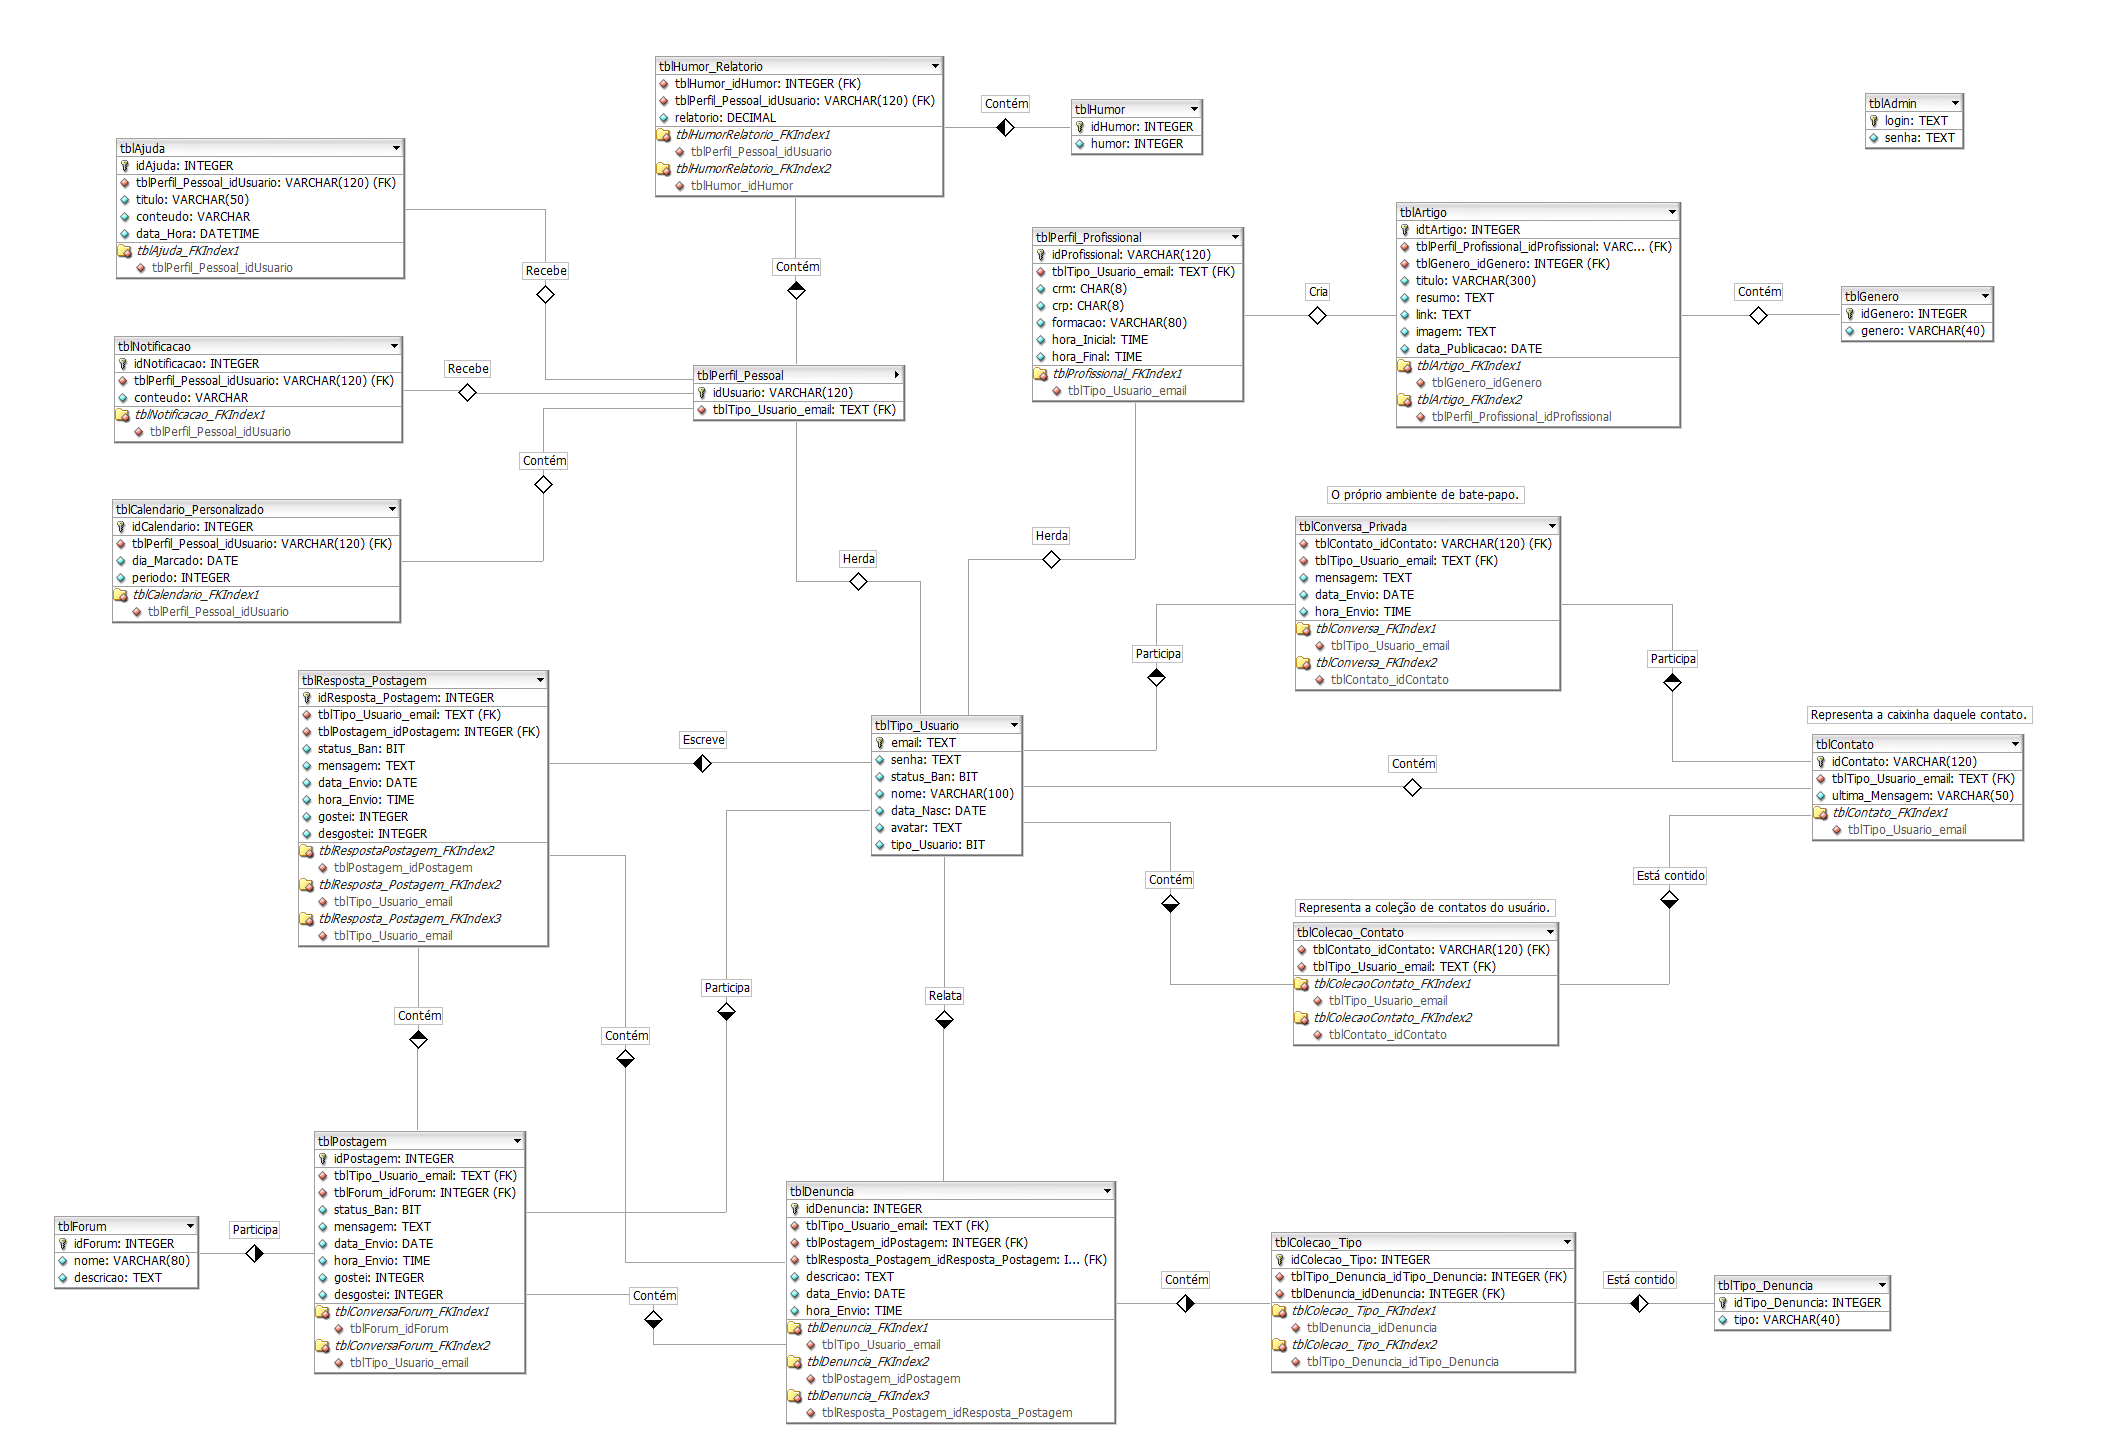 tblHumor_Relatorio
tblHumor_idHumor: INTEGER (FK)
tblPerfil_Pessoal_idUsuario: VARCHAR(120) (FK)
relatorio: DECIMAL
tblHumorRelatorio_FKIndex1
tblPerfil_Pessoal_idUsuario
tblHumorRelatorio_FKIndex2
tblHumor_idHumor
Contém
tblHumor
idHumor: INTEGER
humor: INTEGER
tblAdmin
login: TEXT
senha: TEXT
tblAjuda
idAjuda: INTEGER
tblPerfil_Pessoal_idUsuario: VARCHAR(120) (FK)
titulo: VARCHAR(50)
conteudo: VARCHAR
data_Hora: DATETIME
tblAjuda_FKIndex1
tblPerfil_Pessoal_idUsuario
Recebe
Contém
tblPerfil_Profissional
idProfissional: VARCHAR(120)
tblTipo_Usuario_email: TEXT (FK)
crm: CHAR(8)
crp: CHAR(8)
formacao: VARCHAR(80)
hora_Inicial: TIME
hora_Final: TIME
tblProfissional_FKIndex1
tblTipo_Usuario_email
Cria
tblArtigo
idtArtigo: INTEGER
tblPerfil_Profissional_idProfissional: VARC... (FK)
tblGenero_idGenero: INTEGER (FK)
titulo: VARCHAR(300)
resumo: TEXT
link: TEXT
imagem: TEXT
data_Publicacao: DATE
tblArtigo_FKIndex1
tblGenero_idGenero
tblArtigo_FKIndex2
tblPerfil_Profissional_idProfissional
Contém
tblGenero
idGenero: INTEGER
genero: VARCHAR(40)
tblNotificacao
idNotificacao: INTEGER
tblPerfil_Pessoal_idUsuario: VARCHAR(120) (FK)
conteudo: VARCHAR
tblNotificacao_FKIndex1
tblPerfil_Pessoal_idUsuario
Recebe
tblPerfil_Pessoal
idUsuario: VARCHAR(120)
tblTipo_Usuario_email: TEXT (FK)
Contém
tblCalendario_Personalizado
idCalendario: INTEGER
tblPerfil_Pessoal_idUsuario: VARCHAR(120) (FK)
dia_Marcado: DATE
periodo: INTEGER
tblCalendario_FKIndex1
tblPerfil_Pessoal_idUsuario
Herda
Herda
O próprio ambiente de bate-papo.
tblConversa_Privada
tblContato_idContato: VARCHAR(120) (FK)
tblTipo_Usuario_email: TEXT (FK)
mensagem: TEXT
data_Envio: DATE
hora_Envio: TIME
tblConversa_FKIndex1
tblTipo_Usuario_email
tblConversa_FKIndex2
tblContato_idContato
Participa
Participa
tblResposta_Postagem
idResposta_Postagem: INTEGER
tblTipo_Usuario_email: TEXT (FK)
tblPostagem_idPostagem: INTEGER (FK)
status_Ban: BIT
mensagem: TEXT
data_Envio: DATE
hora_Envio: TIME
gostei: INTEGER
desgostei: INTEGER
tblRespostaPostagem_FKIndex2
tblPostagem_idPostagem
tblResposta_Postagem_FKIndex2
tblTipo_Usuario_email
tblResposta_Postagem_FKIndex3
tblTipo_Usuario_email
Escreve
tblTipo_Usuario
email: TEXT
senha: TEXT
status_Ban: BIT
nome: VARCHAR(100)
data_Nasc: DATE
avatar: TEXT
tipo_Usuario: BIT
Contém
Representa a caixinha daquele contato.
tblContato
idContato: VARCHAR(120)
tblTipo_Usuario_email: TEXT (FK)
ultima_Mensagem: VARCHAR(50)
tblContato_FKIndex1
tblTipo_Usuario_email
Contém
Está contido
Representa a coleção de contatos do usuário.
tblColecao_Contato
tblContato_idContato: VARCHAR(120) (FK)
tblTipo_Usuario_email: TEXT (FK)
tblColecaoContato_FKIndex1
tblTipo_Usuario_email
tblColecaoContato_FKIndex2
tblContato_idContato
Participa
Relata
Contém
Contém
tblPostagem
idPostagem: INTEGER
tblTipo_Usuario_email: TEXT (FK)
tblForum_idForum: INTEGER (FK)
status_Ban: BIT
mensagem: TEXT
data_Envio: DATE
hora_Envio: TIME
gostei: INTEGER
desgostei: INTEGER
tblConversaForum_FKIndex1
tblForum_idForum
tblConversaForum_FKIndex2
tblTipo_Usuario_email
tblForum
idForum: INTEGER
nome: VARCHAR(80)
descricao: TEXT
Participa
Contém
tblDenuncia
idDenuncia: INTEGER
tblTipo_Usuario_email: TEXT (FK)
tblPostagem_idPostagem: INTEGER (FK)
tblResposta_Postagem_idResposta_Postagem: I... (FK)
descricao: TEXT
data_Envio: DATE
hora_Envio: TIME
tblDenuncia_FKIndex1
tblTipo_Usuario_email
tblDenuncia_FKIndex2
tblPostagem_idPostagem
tblDenuncia_FKIndex3
tblResposta_Postagem_idResposta_Postagem
Contém
tblColecao_Tipo
idColecao_Tipo: INTEGER
tblTipo_Denuncia_idTipo_Denuncia: INTEGER (FK)
tblDenuncia_idDenuncia: INTEGER (FK)
tblColecao_Tipo_FKIndex1
tblDenuncia_idDenuncia
tblColecao_Tipo_FKIndex2
tblTipo_Denuncia_idTipo_Denuncia
Está contido
tblTipo_Denuncia
idTipo_Denuncia: INTEGER
tipo: VARCHAR(40)